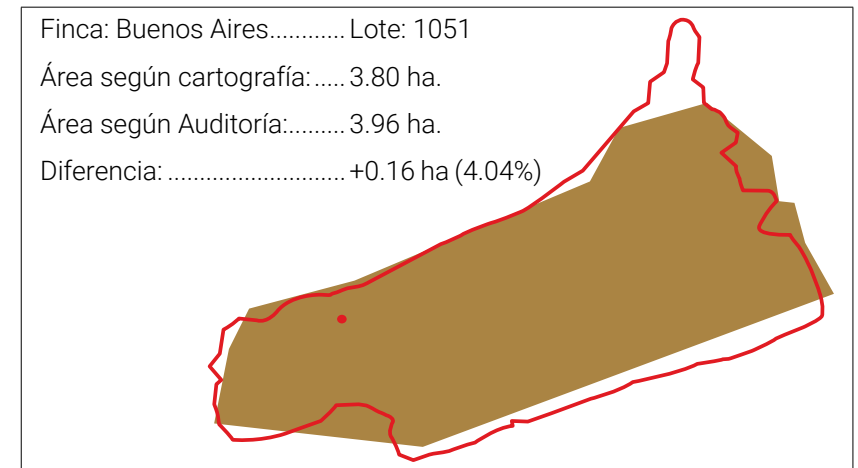 Finca: Buenos Aires............ Lote: 1051
Área según cartografía:..... 3.80 ha.
Área según Auditoría:......... 3.96 ha.
Diferencia: ............................ +0.16 ha (4.04%)